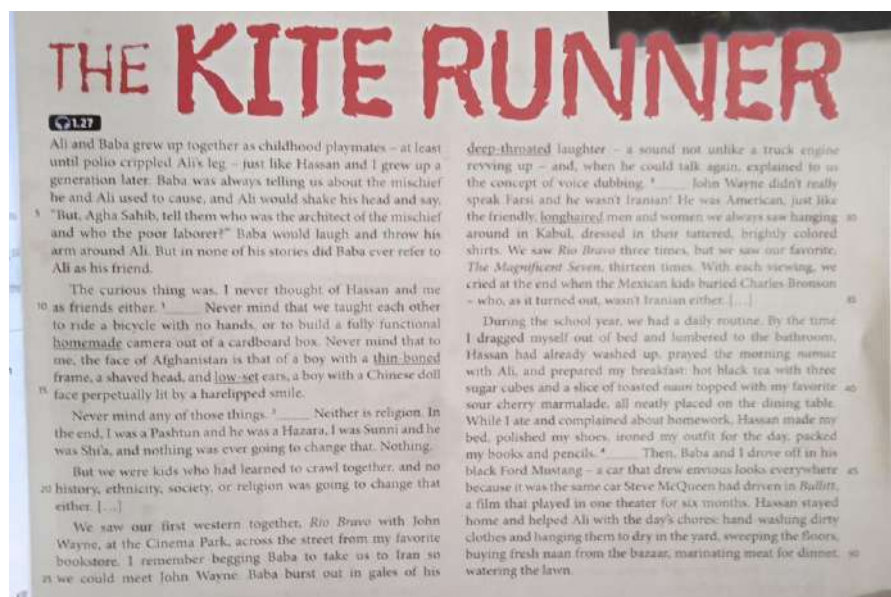 THE KITE RUNNER
1.27
Ali and Baba grew up together as childhood playmates – at least
until polio crippled Ali's leg – just like Hassan and I grew up a
generation later. Baba was always telling us about the mischief
he and Ali used to cause, and Ali would shake his head and say,
5 "But, Agha Sahib, tell them who was the architect of the mischief
and who the poor laborer?" Baba would laugh and throw his
arm around Ali. But in none of his stories did Baba ever refer to
Ali as his friend.
The curious thing was, I never thought of Hassan and me
10 as friends either. 1____ Never mind that we taught each other
to ride a bicycle with no hands, or to build a fully functional
homemade camera out of a cardboard box. Never mind that to
me, the face of Afghanistan is that of a boy with a thin-boned
frame, a shaved head, and low-set ears, a boy with a Chinese doll
15 face perpetually lit by a harelipped smile.
Never mind any of those things. 2____ Neither is religion. In
the end, I was a Pashtun and he was a Hazara, I was Sunni and he
was Shi'a, and nothing was ever going to change that. Nothing.
But we were kids who had learned to crawl together, and no
20 history, ethnicity, society, or religion was going to change that
either. [...]
We saw our first western together, Rio Bravo with John
Wayne, at the Cinema Park, across the street from my favorite
bookstore. I remember begging Baba to take us to Iran so
25 we could meet John Wayne. Baba burst out in gales of his
deep-throated laughter – a sound not unlike a truck engine
revving up – and, when he could talk again, explained to us
the concept of voice dubbing. 3____ John Wayne didn't really
speak Farsi and he wasn't Iranian! He was American, just like
the friendly, longhaired men and women we always saw hanging 30
around in Kabul, dressed in their tattered, brightly colored
shirts. We saw Rio Bravo three times, but we saw our favorite,
The Magnificent Seven, thirteen times. With each viewing, we
cried at the end when the Mexican kids buried Charles Bronson
– who, as it turned out, wasn't Iranian either. [...] 35
During the school year, we had a daily routine. By the time
I dragged myself out of bed and lumbered to the bathroom,
Hassan had already washed up, prayed the morning namaz
with Ali, and prepared my breakfast: hot black tea with three
sugar cubes and a slice of toasted naan topped with my favorite 40
sour cherry marmalade, all neatly placed on the dining table.
While I ate and complained about homework, Hassan made my
bed, polished my shoes, ironed my outfit for the day, packed
my books and pencils. 4____ Then, Baba and I drove off in his
black Ford Mustang – a car that drew envious looks everywhere 45
because it was the same car Steve McQueen had driven in Bullitt,
a film that played in one theater for six months. Hassan stayed
home and helped Ali with the day's chores: hand washing dirty
clothes and hanging them to dry in the yard, sweeping the floors,
buying fresh naan from the bazaar, marinating meat for dinner, 50
watering the lawn.